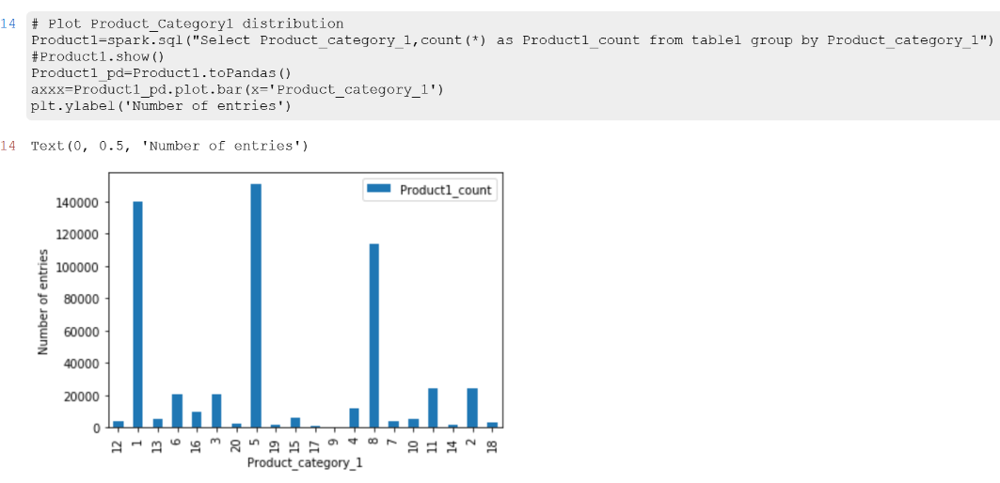 14 # Plot Product_Category1 distribution
Product1=spark.sql("Select Product_category_1,count(*) as Product1_count from table1 group by Product_category_1")
#Product1.show()
Product1_pd=Product1.toPandas()
axxx=Product1_pd.plot.bar(x='Product_category_1')
plt.ylabel('Number of entries')
14 Text(0, 0.5, 'Number of entries')
Product1_count
140000
120000
100000
80000
60000
40000
20000
0
Number of entries
12 1 13 6 16 3 20 5 19 15 17 9 4 8 7 10 11 14 2 18
Product_category_1